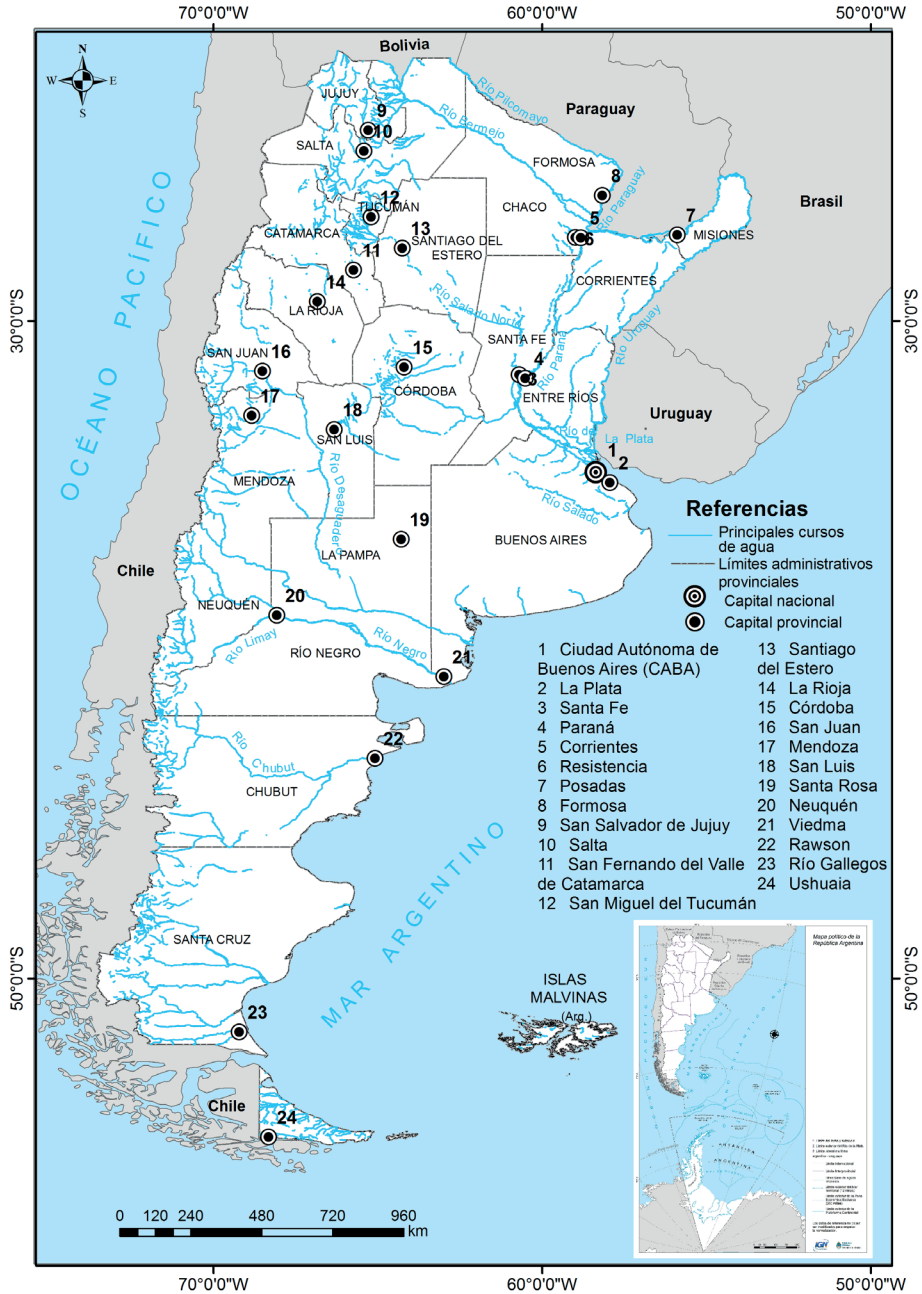 70°0'0"W
60°0'0"W
50°0'0"W
N
W
E
S
Bolivia
Paraguay
Brasil
Uruguay
Chile
Chile
OCÉANO PACÍFICO
MAR ARGENTINO
ISLAS
MALVINAS
(Arg.)
30°0'0"S
50°0'0"S
30°0'0"S
50°0'0"S
JUJUY
9
10
SALTA
Río Pilcomayo
Río Bermejo
FORMOSA
8
Río Paraguay
CHACO
5
6
7
MISIONES
12
TUCUMÁN
CATAMARCA
13
SANTIAGO DEL
ESTERO
11
14
LA RIOJA
CORRIENTES
Río Uruguay
Río Salado Norte
SANTA FE
Río Paraná
4
3
ENTRE RÍOS
SAN JUAN
16
15
CÓRDOBA
17
18
SAN LUIS
Río de La Plata
1
2
MENDOZA
Río Desaguadero
Río Salado
BUENOS AIRES
19
LA PAMPA
NEUQUÉN
20
Río Limay
Río Negro
RÍO NEGRO
21
22
Río Chubut
CHUBUT
SANTA CRUZ
23
24
Referencias
Principales cursos
de agua
Límites administrativos
provinciales
Capital nacional
Capital provincial
1 Ciudad Autónoma de
Buenos Aires (CABA)
2 La Plata
3 Santa Fe
4 Paraná
5 Corrientes
6 Resistencia
7 Posadas
8 Formosa
9 San Salvador de Jujuy
10 Salta
11 San Fernando del Valle
de Catamarca
12 San Miguel del Tucumán
13 Santiago
del Estero
14 La Rioja
15 Córdoba
16 San Juan
17 Mendoza
18 San Luis
19 Santa Rosa
20 Neuquén
21 Viedma
22 Rawson
23 Río Gallegos
24 Ushuaia
Mapa político de la
República Argentina
ANTÁRTIDA
ARGENTINA
IGN
0 120 240 480 720 960
km
70°0'0"W
60°0'0"W
50°0'0"W